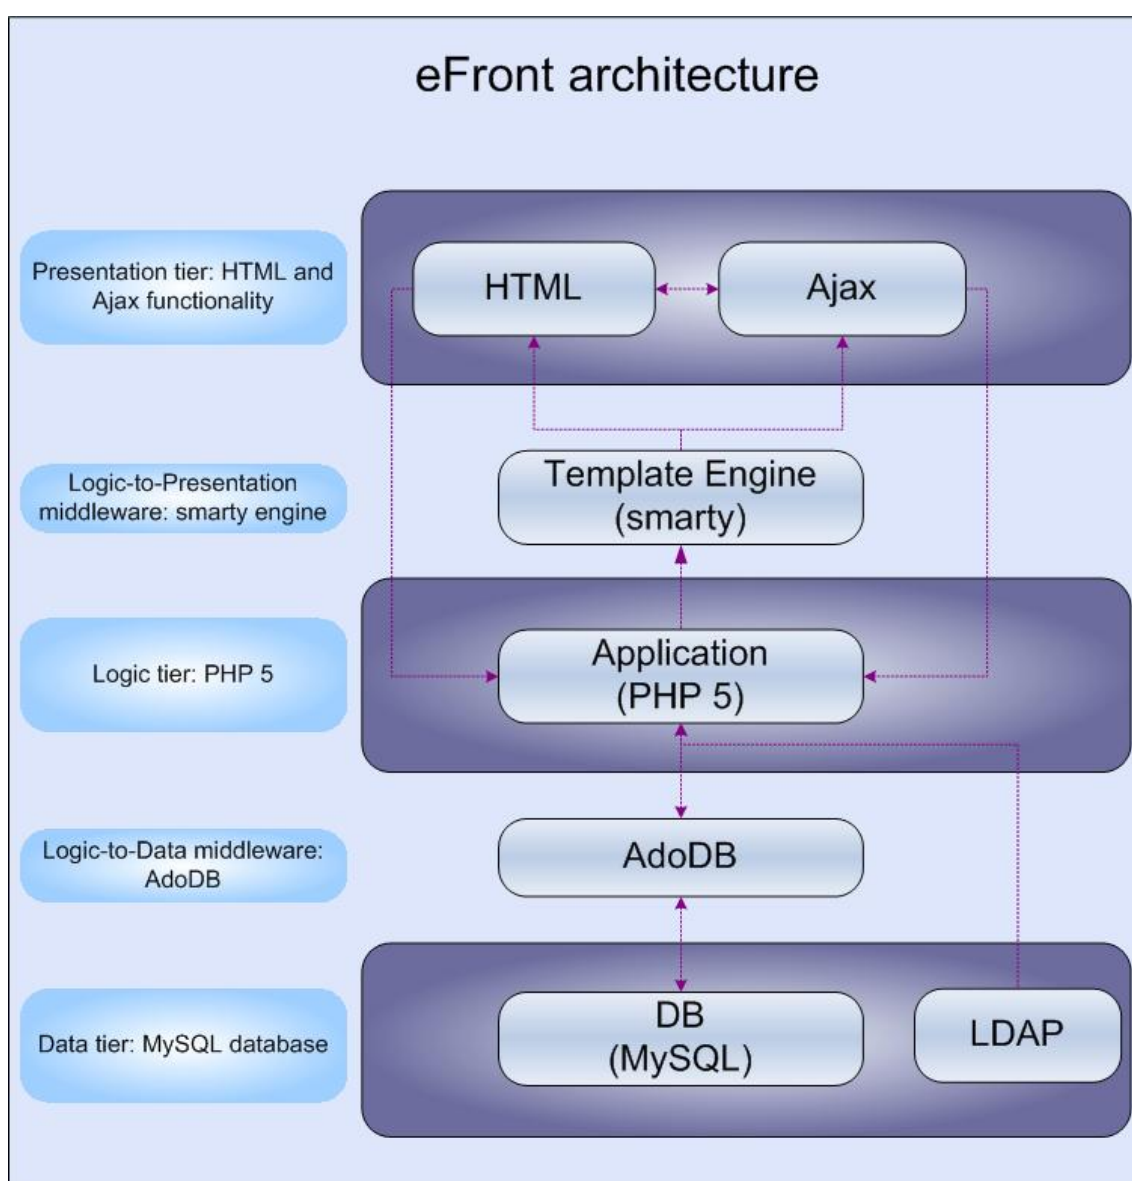 eFront architecture
Presentation tier: HTML and
Ajax functionality
HTML
Ajax
Logic-to-Presentation
middleware: smarty engine
Template Engine
(smarty)
Logic tier: PHP 5
Application
(PHP 5)
Logic-to-Data middleware:
AdoDB
AdoDB
Data tier: MySQL database
DB
(MySQL)
LDAP